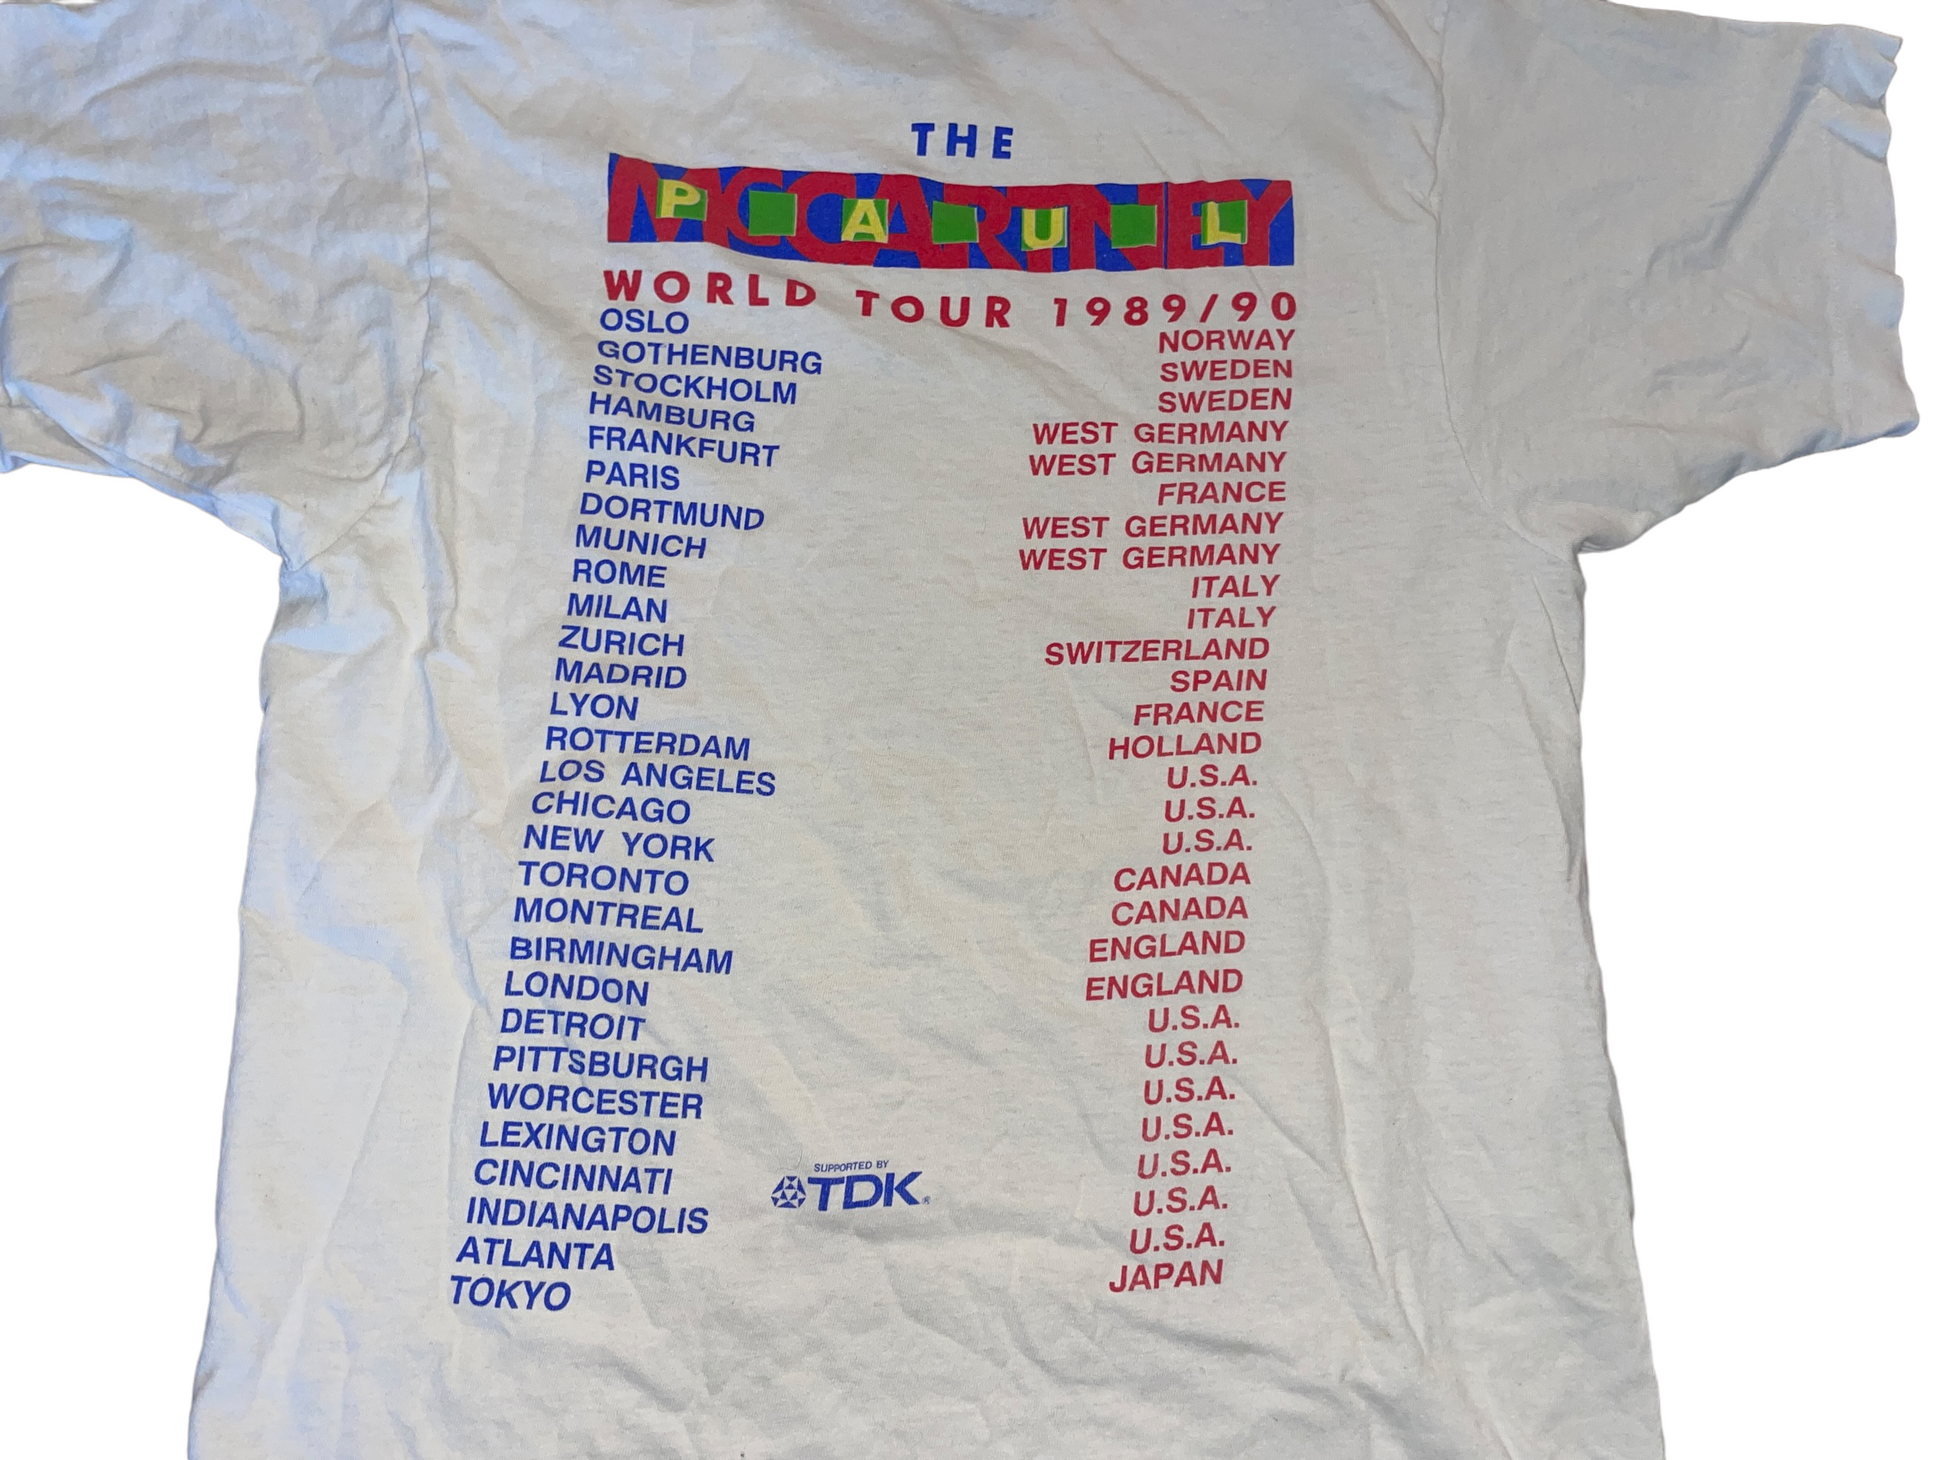 THE
MCCARTNEY
PAUL
WORLD TOUR 1989/90
OSLO NORWAY
GOTHENBURG SWEDEN
STOCKHOLM SWEDEN
HAMBURG WEST GERMANY
FRANKFURT WEST GERMANY
PARIS FRANCE
DORTMUND WEST GERMANY
MUNICH WEST GERMANY
ROME ITALY
MILAN ITALY
ZURICH SWITZERLAND
MADRID SPAIN
LYON FRANCE
ROTTERDAM HOLLAND
LOS ANGELES U.S.A.
CHICAGO U.S.A.
NEW YORK U.S.A.
TORONTO CANADA
MONTREAL CANADA
BIRMINGHAM ENGLAND
LONDON ENGLAND
DETROIT U.S.A.
PITTSBURGH U.S.A.
WORCESTER U.S.A.
LEXINGTON U.S.A.
CINCINNATI U.S.A.
INDIANAPOLIS U.S.A.
ATLANTA U.S.A.
TOKYO JAPAN
SUPPORTED BY
TDK®